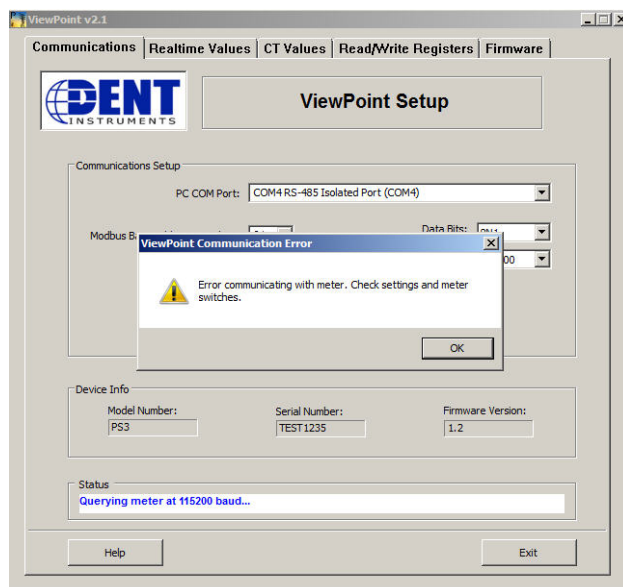 ViewPoint v2.1
Communications
Realtime Values
CT Values
Read/Write Registers
Firmware
DENT
INSTRUMENTS
ViewPoint Setup
Communications Setup
PC COM Port:
COM4 RS-485 Isolated Port (COM4)
Modbus
Data Bits:
00
ViewPoint Communication Error
Error communicating with meter. Check settings and meter
switches.
OK
Device Info
Model Number:
Serial Number:
Firmware Version:
PS3
TEST1235
1.2
Status
Querying meter at 115200 baud...
Help
Exit